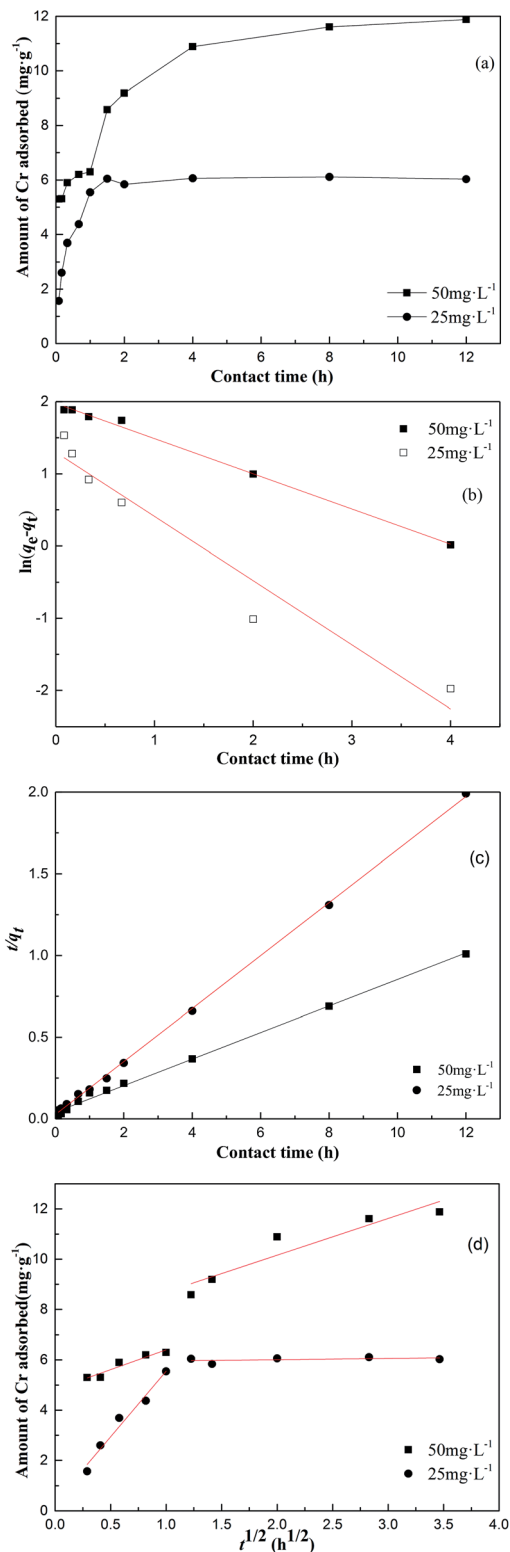 12
10
8
6
4
2
0
Amount of Cr adsorbed (mg·g⁻¹)
(a)
50mg·L⁻¹
25mg·L⁻¹
0 2 4 6 8 10 12
Contact time (h)
2
1
0
-1
-2
ln(qe-qt)
50mg·L⁻¹
25mg·L⁻¹
(b)
0 1 2 3 4
Contact time (h)
2.0
1.5
1.0
0.5
0.0
t/qt
(c)
50mg·L⁻¹
25mg·L⁻¹
0 2 4 6 8 10 12
Contact time (h)
12
10
8
6
4
2
0
Amount of Cr adsorbed(mg·g⁻¹)
(d)
50mg·L⁻¹
25mg·L⁻¹
0.0 0.5 1.0 1.5 2.0 2.5 3.0 3.5 4.0
t1/2 (h1/2)